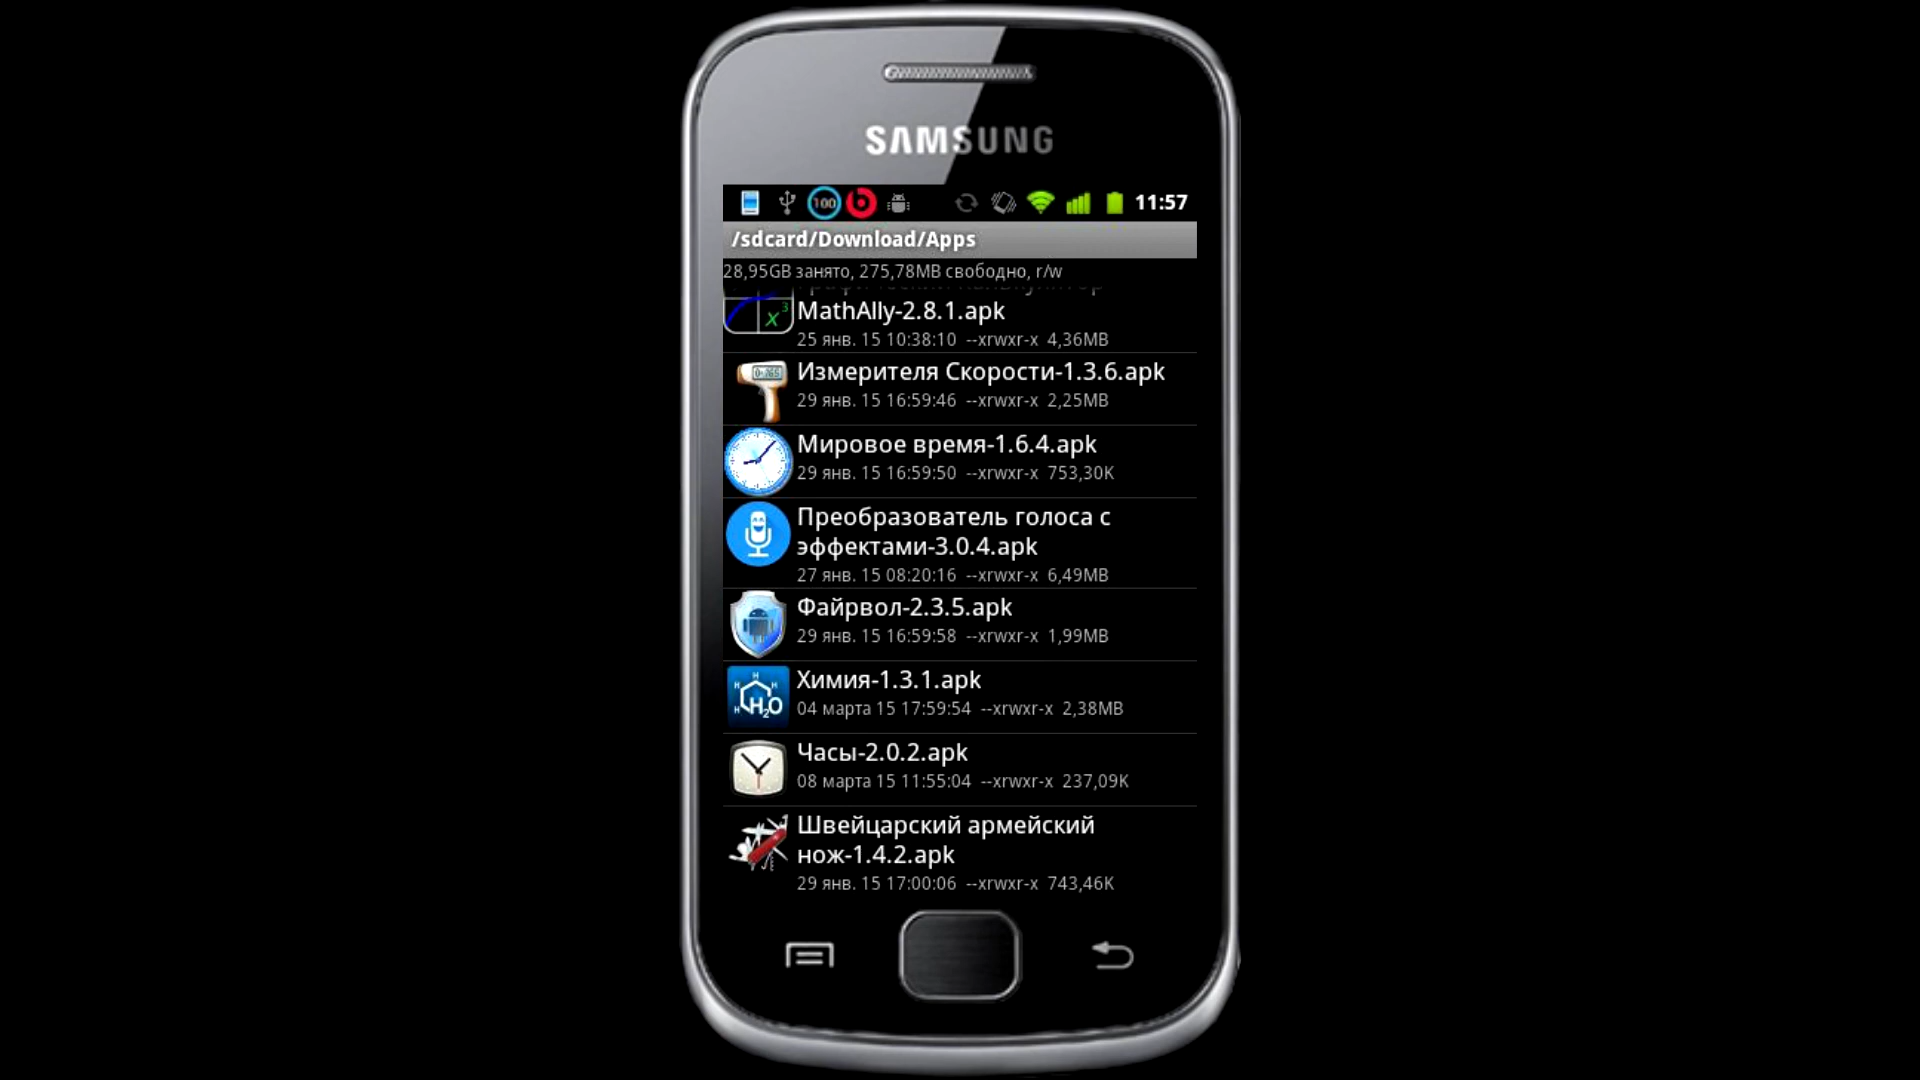 SAMSUNG
100
11:57
/sdcard/Download/Apps
28,95GB занято, 275,78MB свободно, r/w
x³
MathAlly-2.8.1.apk
25 янв. 15 10:38:10 --xrwxr-x 4,36MB
Измерителя Скорости-1.3.6.apk
29 янв. 15 16:59:46 --xrwxr-x 2,25MB
Мировое время-1.6.4.apk
29 янв. 15 16:59:50 --xrwxr-x 753,30K
Преобразователь голоса с
эффектами-3.0.4.apk
27 янв. 15 08:20:16 --xrwxr-x 6,49MB
Файрвол-2.3.5.apk
29 янв. 15 16:59:58 --xrwxr-x 1,99MB
Химия-1.3.1.apk
04 марта 15 17:59:54 --xrwxr-x 2,38MB
Часы-2.0.2.apk
08 марта 15 11:55:04 --xrwxr-x 237,09K
Швейцарский армейский
нож-1.4.2.apk
29 янв. 15 17:00:06 --xrwxr-x 743,46K